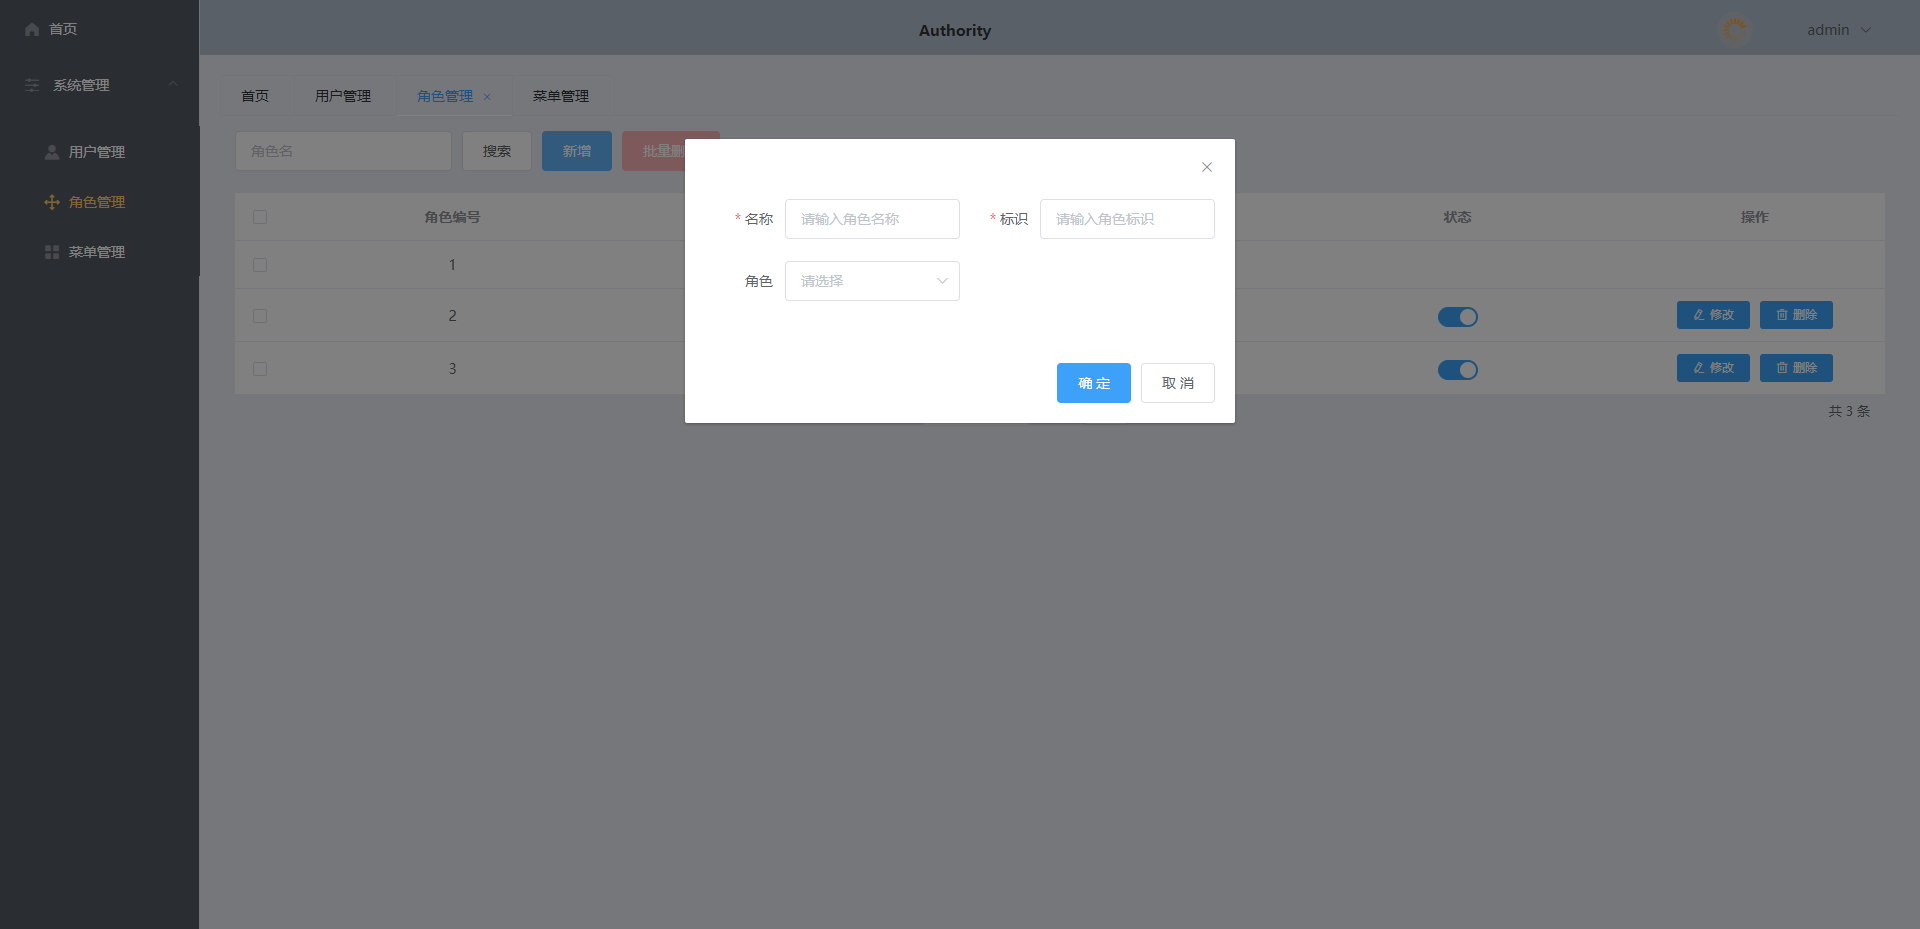 首页
系统管理
用户管理
角色管理
菜单管理
Authority
admin
首页 用户管理 角色管理 × 菜单管理
角色名 搜索 新增 批量删
* 名称 请输入角色名称 * 标识 请输入角色标识
角色 请选择
确 定 取 消
角色编号 状态 操作
1
2 修改 删除
3 修改 删除
共 3 条